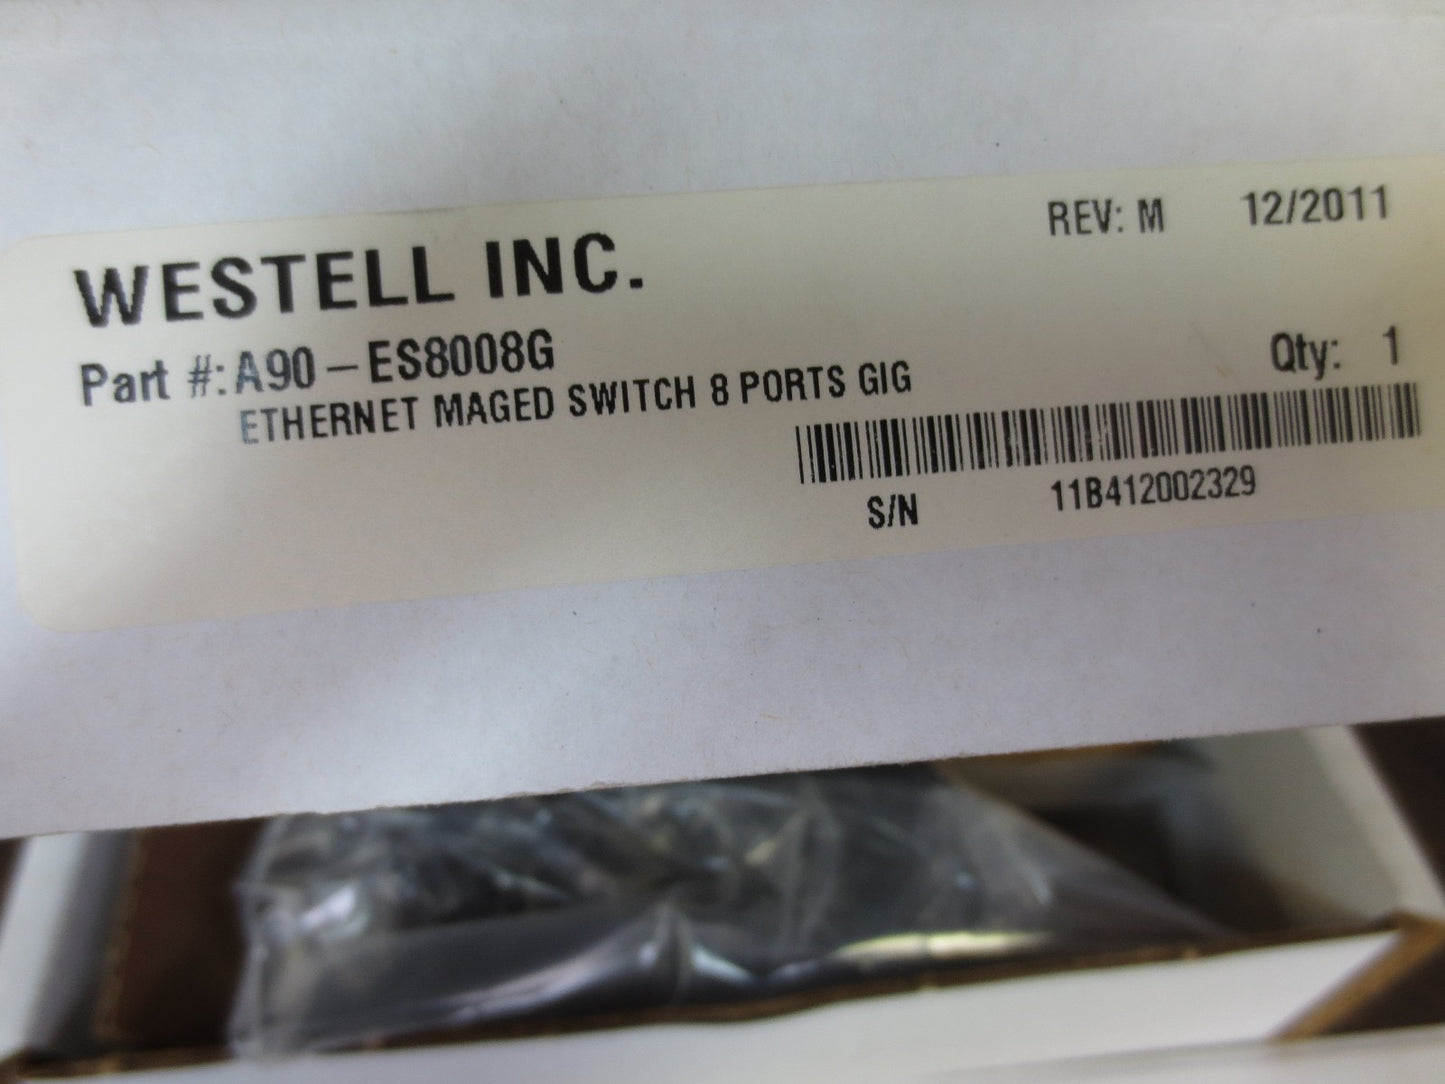 REV: M 12/2011
WESTELL INC.
Part #: A90-ES8008G
Qty: 1
ETHERNET MAGED SWITCH 8 PORTS GIG
S/N 11B412002329